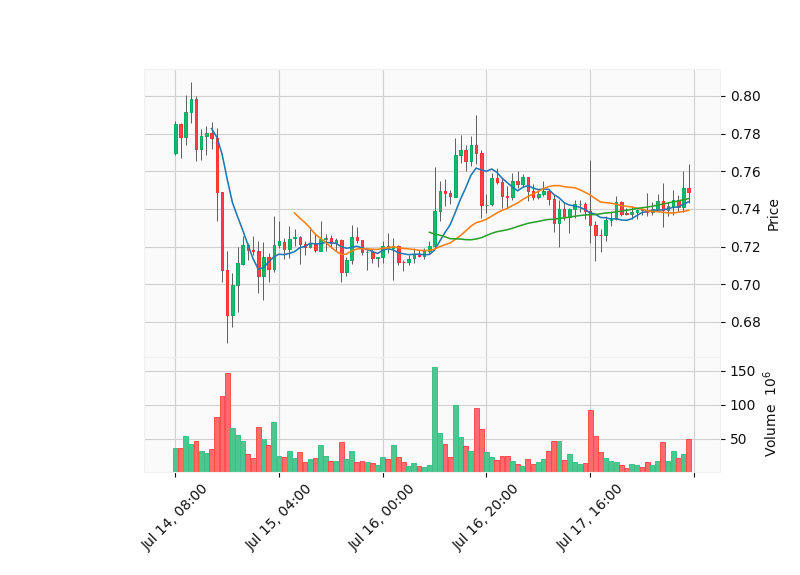 0.80
0.78
0.76
0.74
0.72
0.70
0.68
Price
150
100
50
Volume 10^6
Jul 14, 08:00
Jul 15, 04:00
Jul 16, 00:00
Jul 16, 20:00
Jul 17, 16:00